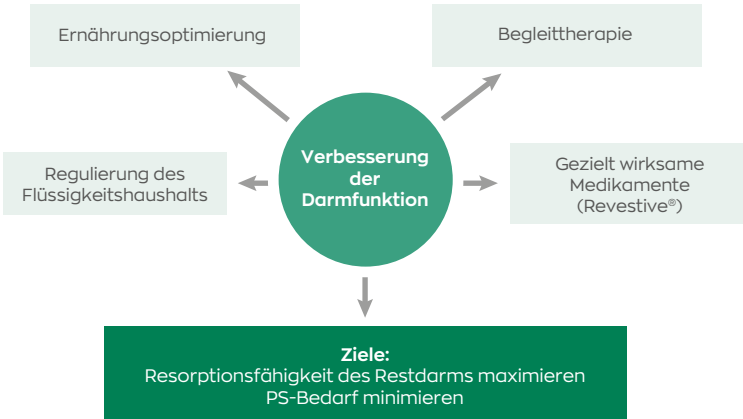 Ernährungsoptimierung
Begleittherapie
Verbesserung
der
Darmfunktion
Regulierung des
Flüssigkeitshaushalts
Gezielt wirksame
Medikamente
(Revestive®)
Ziele:
Resorptionsfähigkeit des Restdarms maximieren
PS-Bedarf minimieren